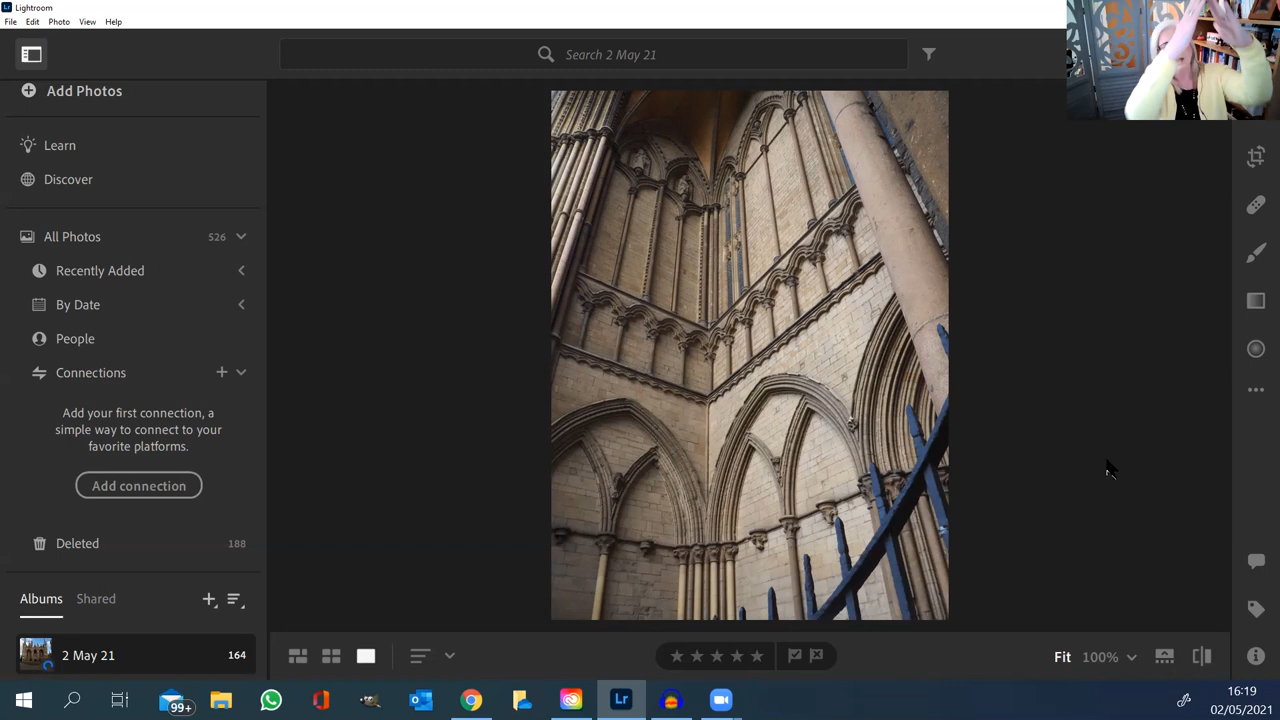 Lr Lightroom
File Edit Photo View Help
Search 2 May 21
Add Photos
Learn
Discover
All Photos 526
Recently Added
By Date
People
Connections
Add your first connection, a
simple way to connect to your
favorite platforms.
Add connection
Deleted 188
Albums Shared
2 May 21 164
Fit 100%
99+
Lr
16:19
02/05/2021